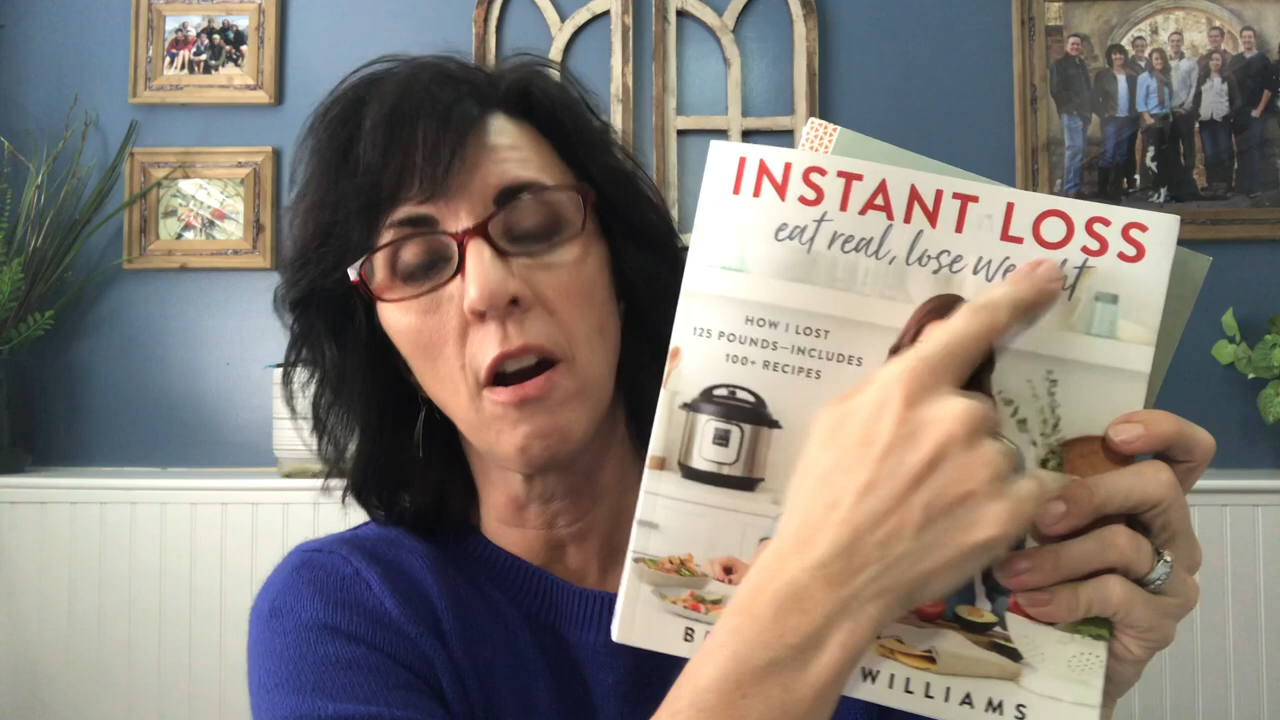 INSTANT LOSS
eat real, lose
HOW I LOST
125 POUNDS—INCLUDES
100+ RECIPES
WILLIAMS